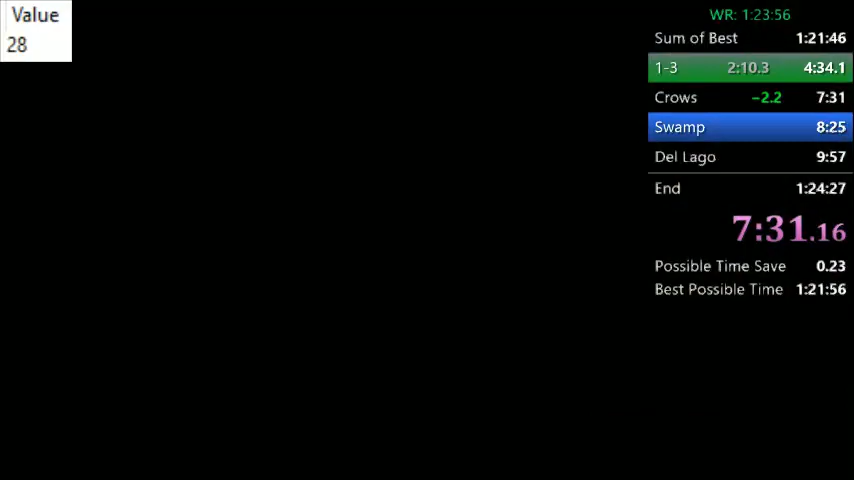 Value
28
WR: 1:23:56
Sum of Best 1:21:46
1-3 2:10.3 4:34.1
Crows −2.2 7:31
Swamp 8:25
Del Lago 9:57
End 1:24:27
7:31.16
Possible Time Save 0.23
Best Possible Time 1:21:56